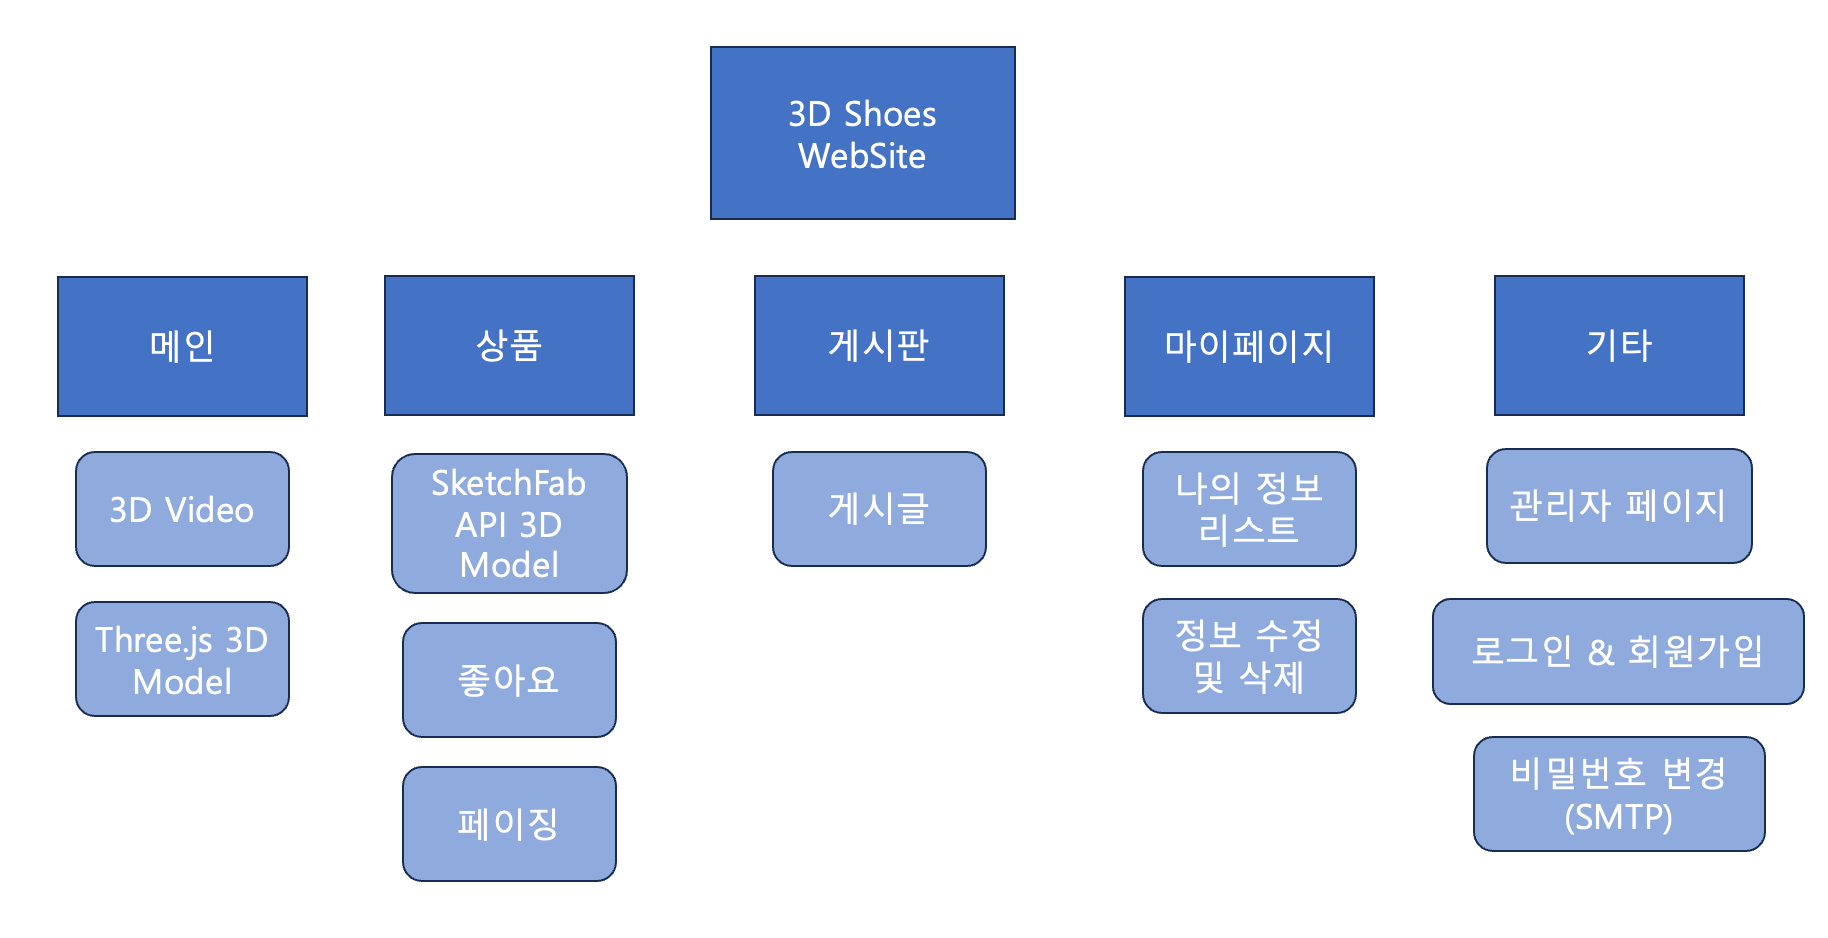 3D Shoes
WebSite
메인
상품
게시판
마이페이지
기타
3D Video
Three.js 3D
Model
SketchFab
API 3D
Model
좋아요
페이징
게시글
나의 정보
리스트
정보 수정
및 삭제
관리자 페이지
로그인 & 회원가입
비밀번호 변경
(SMTP)